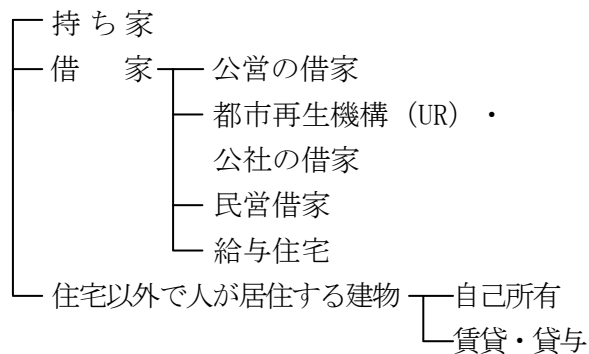 持ち家
借　家
公営の借家
都市再生機構（UR）・
公社の借家
民営借家
給与住宅
住宅以外で人が居住する建物
自己所有
賃貸・貸与